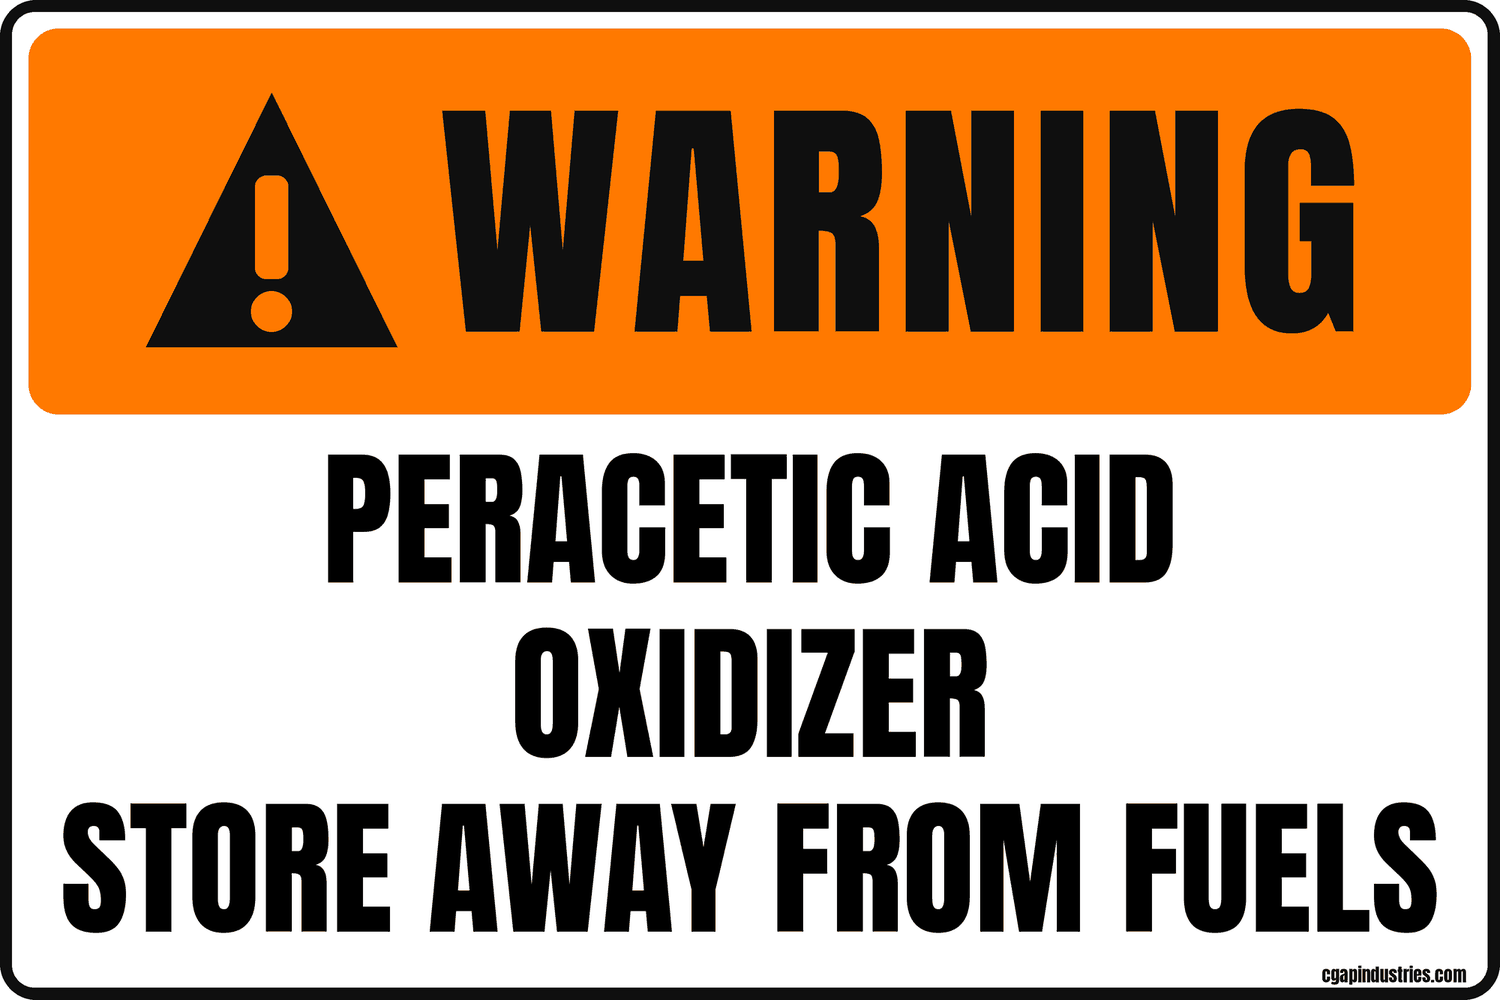 WARNING
PERACETIC ACID
OXIDIZER
STORE AWAY FROM FUELS
cgapindustries.com